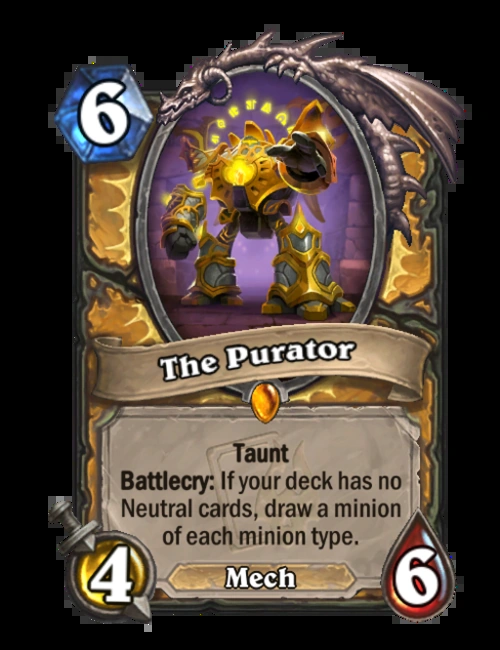 6
The Purator
Taunt
Battlecry: If your deck has no
Neutral cards, draw a minion
of each minion type.
4
Mech
6